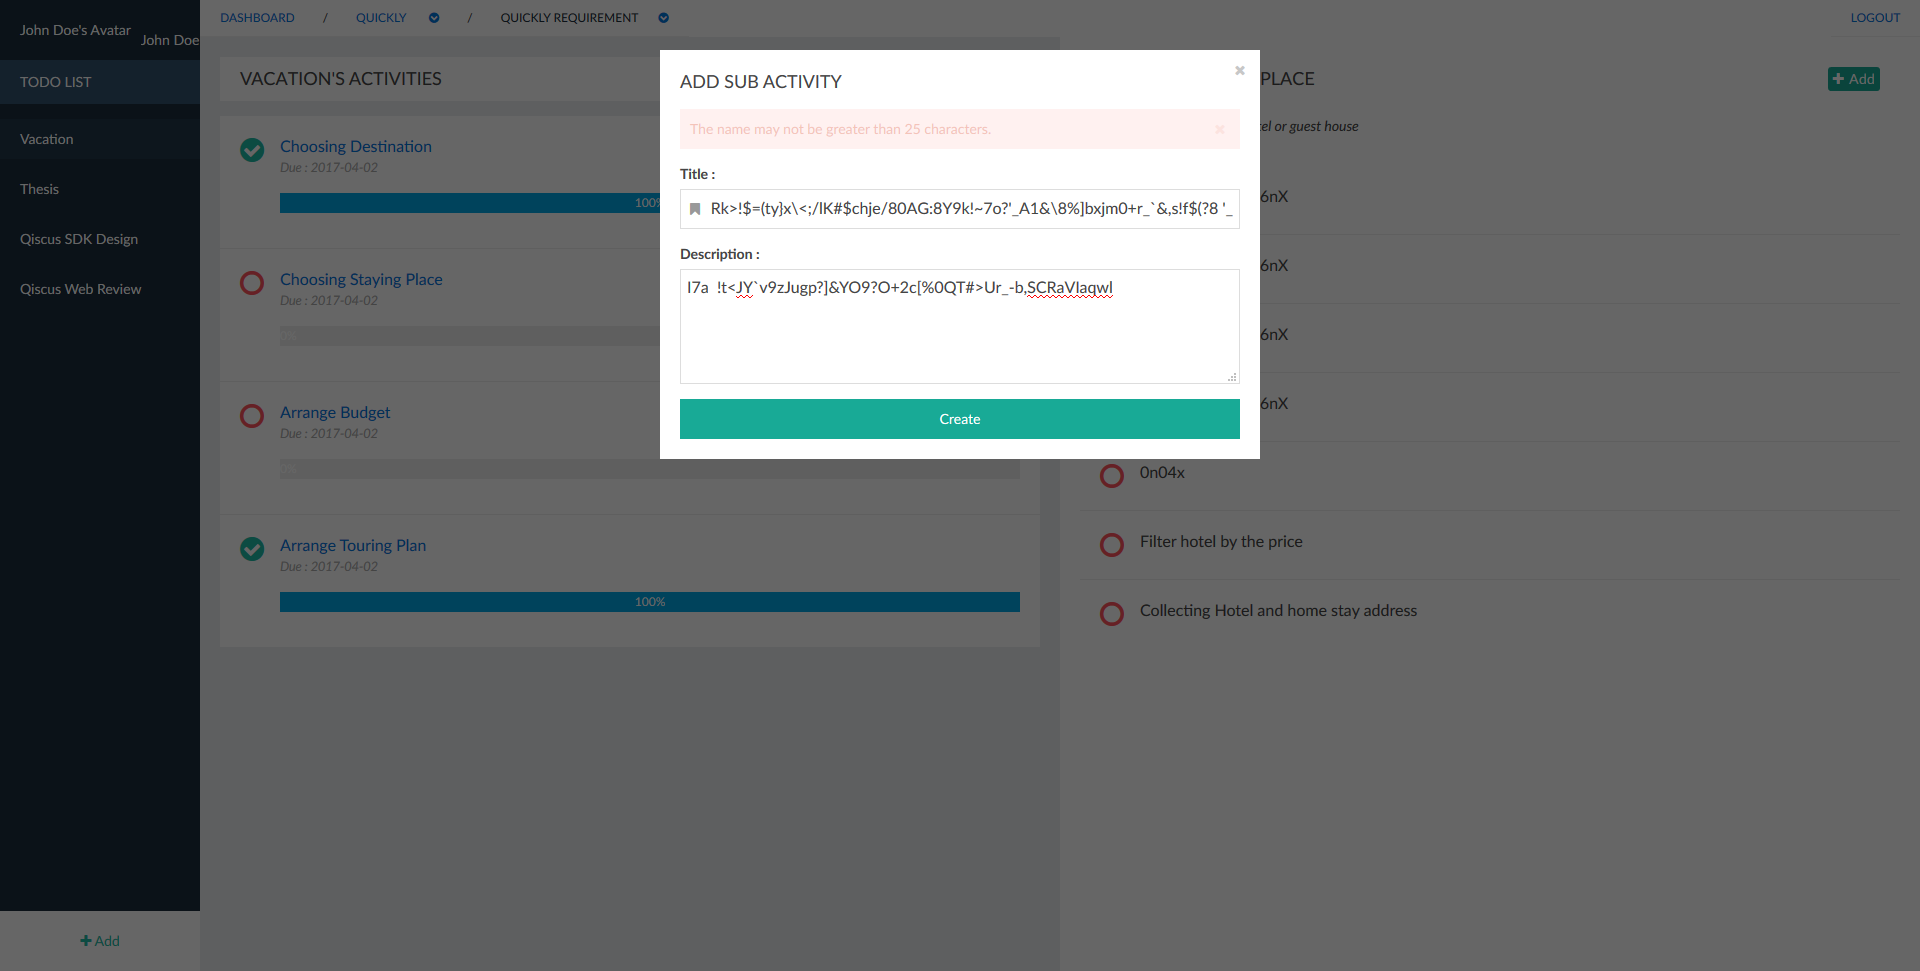 John Doe's Avatar
John Doe
TODO LIST
Vacation
Thesis
Qiscus SDK Design
Qiscus Web Review
+ Add
DASHBOARD / QUICKLY / QUICKLY REQUIREMENT
LOGOUT
VACATION'S ACTIVITIES
Choosing Destination
Due : 2017-04-02
100%
Choosing Staying Place
Due : 2017-04-02
0%
Arrange Budget
Due : 2017-04-02
0%
Arrange Touring Plan
Due : 2017-04-02
100%
ADD SUB ACTIVITY
The name may not be greater than 25 characters.
Title :
Rk>!$=(ty}x\<;/lK#$chje/80AG:8Y9k!~7o?'_A1&\8%]bxjm0+r_`&,s!f$(?8 '_
Description :
I7a !t<JY`v9zJugp?]&YO9?O+2c[%0QT#>Ur_-b,SCRaVIaqwl
Create
PLACE
+ Add
or guest house
6nX
6nX
6nX
6nX
0n04x
Filter hotel by the price
Collecting Hotel and home stay address